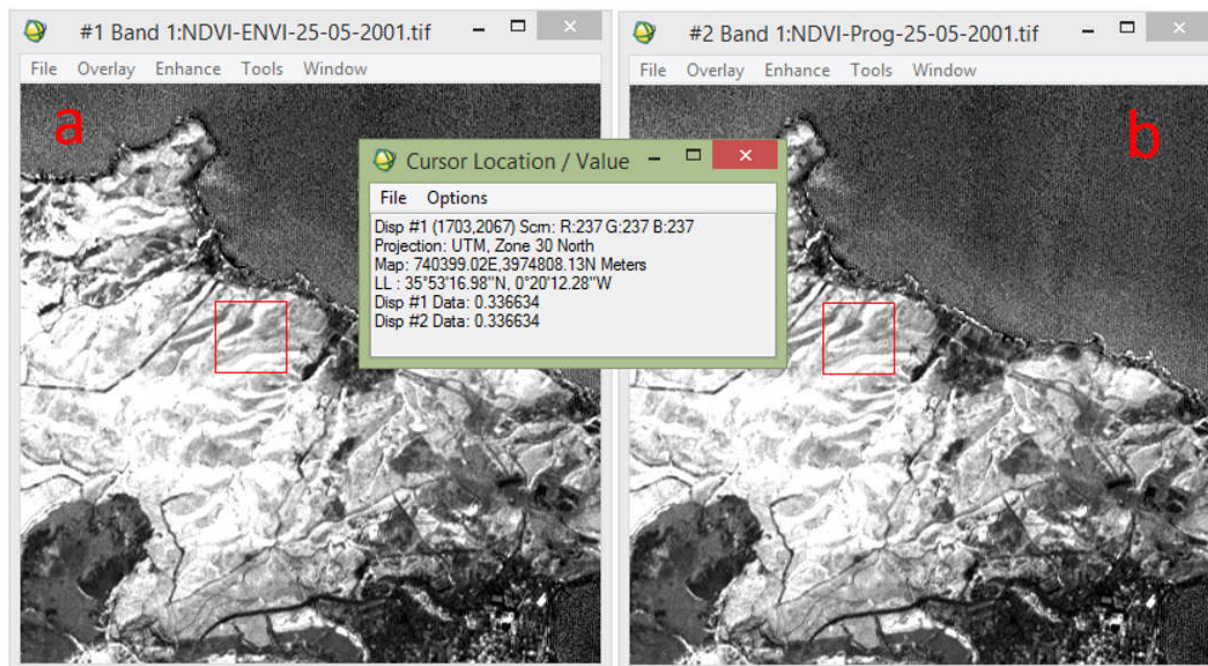 #1 Band 1:NDVI-ENVI-25-05-2001.tif
File Overlay Enhance Tools Window
a
#2 Band 1:NDVI-Prog-25-05-2001.tif
File Overlay Enhance Tools Window
b
Cursor Location / Value
File Options
Disp #1 (1703,2067) Scrn: R:237 G:237 B:237
Projection: UTM, Zone 30 North
Map: 740399.02E,3974808.13N Meters
LL : 35°53'16.98"N, 0°20'12.28"W
Disp #1 Data: 0.336634
Disp #2 Data: 0.336634